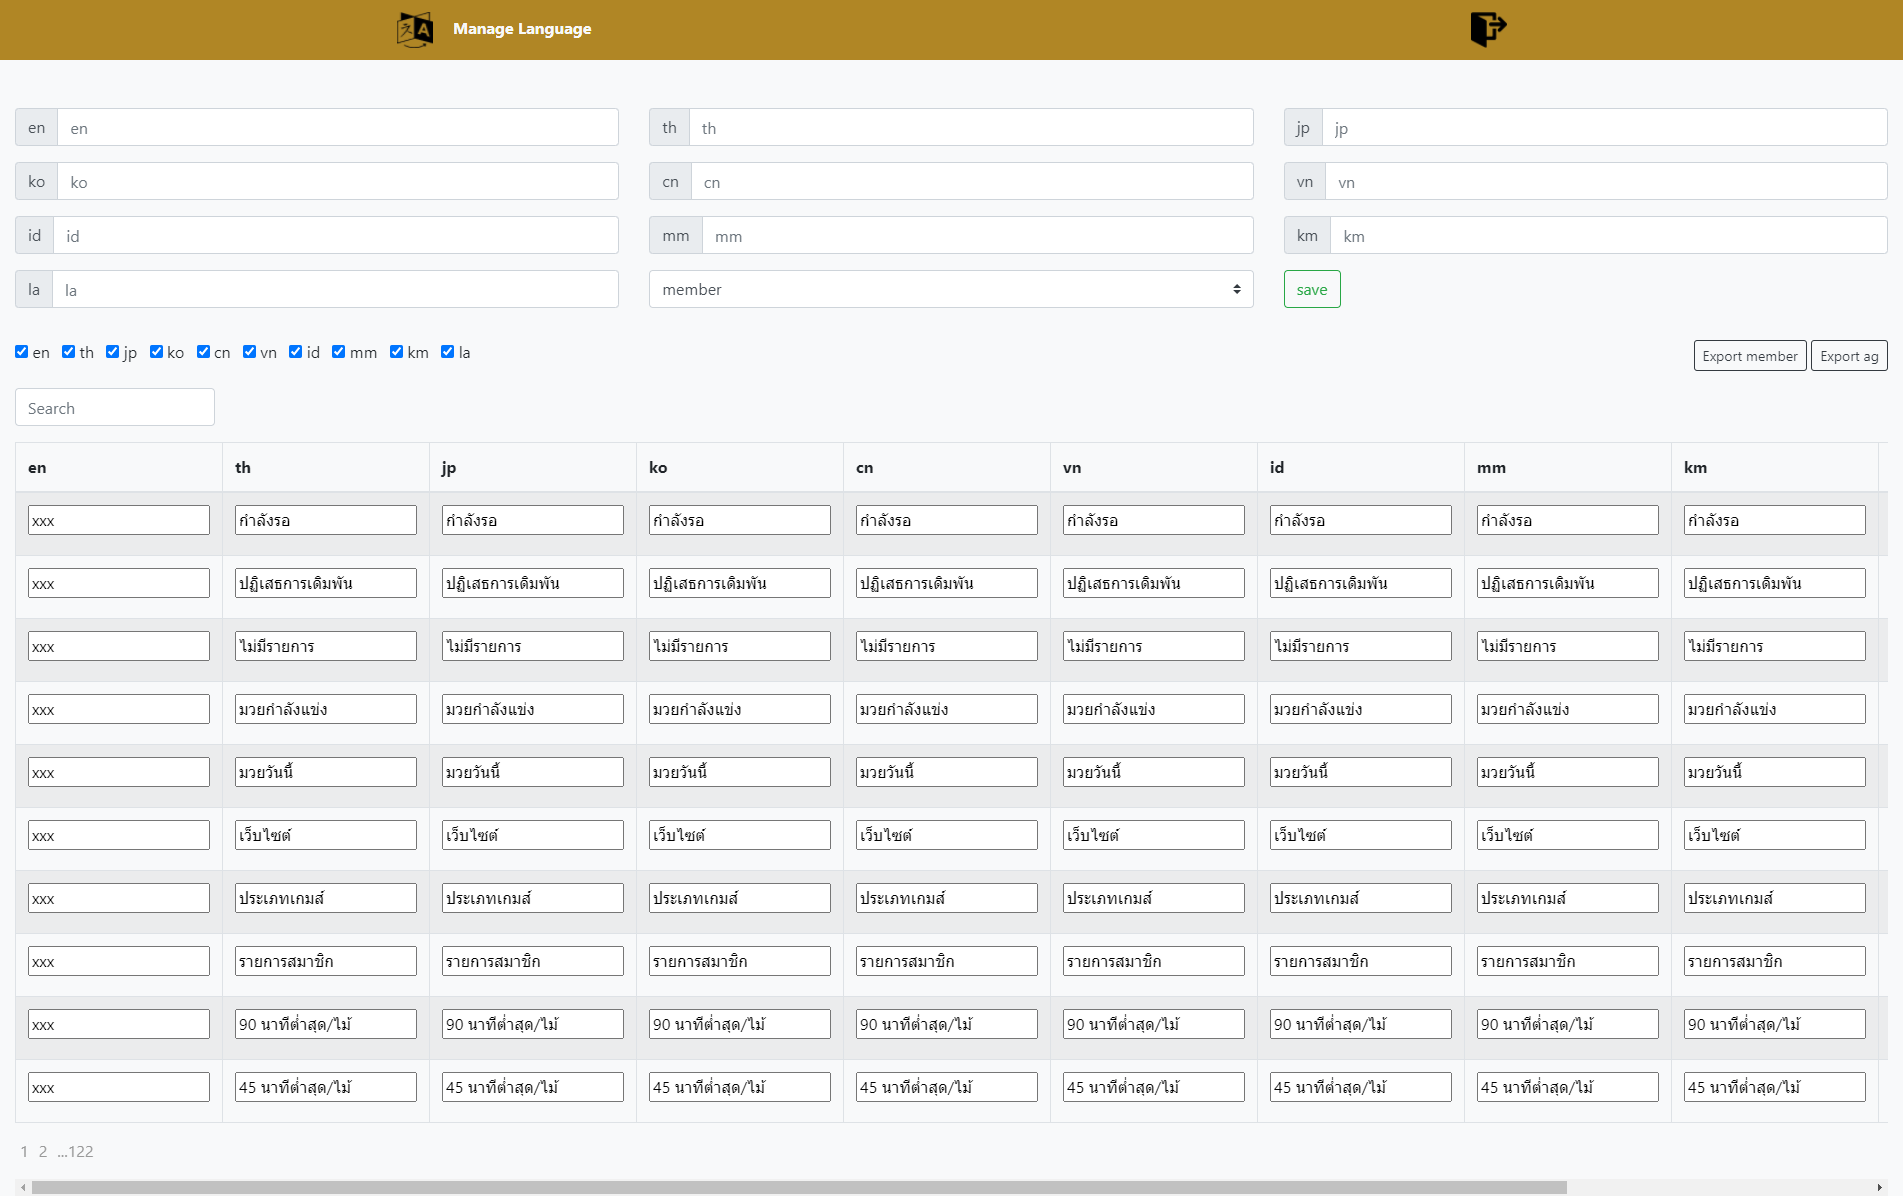 Manage Language
en en th th jp jp
ko ko cn cn vn vn
id id mm mm km km
la la member save
en th jp ko cn vn id mm km la Export member Export ag
Search
en th jp ko cn vn id mm km
xxx กำลังรอ กำลังรอ กำลังรอ กำลังรอ กำลังรอ กำลังรอ กำลังรอ กำลังรอ
xxx ปฏิเสธการเดิมพัน ปฏิเสธการเดิมพัน ปฏิเสธการเดิมพัน ปฏิเสธการเดิมพัน ปฏิเสธการเดิมพัน ปฏิเสธการเดิมพัน ปฏิเสธการเดิมพัน ปฏิเสธการเดิมพัน
xxx ไม่มีรายการ ไม่มีรายการ ไม่มีรายการ ไม่มีรายการ ไม่มีรายการ ไม่มีรายการ ไม่มีรายการ ไม่มีรายการ
xxx มวยกำลังแข่ง มวยกำลังแข่ง มวยกำลังแข่ง มวยกำลังแข่ง มวยกำลังแข่ง มวยกำลังแข่ง มวยกำลังแข่ง มวยกำลังแข่ง
xxx มวยวันนี้ มวยวันนี้ มวยวันนี้ มวยวันนี้ มวยวันนี้ มวยวันนี้ มวยวันนี้ มวยวันนี้
xxx เว็บไซต์ เว็บไซต์ เว็บไซต์ เว็บไซต์ เว็บไซต์ เว็บไซต์ เว็บไซต์ เว็บไซต์
xxx ประเภทเกมส์ ประเภทเกมส์ ประเภทเกมส์ ประเภทเกมส์ ประเภทเกมส์ ประเภทเกมส์ ประเภทเกมส์ ประเภทเกมส์
xxx รายการสมาชิก รายการสมาชิก รายการสมาชิก รายการสมาชิก รายการสมาชิก รายการสมาชิก รายการสมาชิก รายการสมาชิก
xxx 90 นาทีต่ำสุด/ไม้ 90 นาทีต่ำสุด/ไม้ 90 นาทีต่ำสุด/ไม้ 90 นาทีต่ำสุด/ไม้ 90 นาทีต่ำสุด/ไม้ 90 นาทีต่ำสุด/ไม้ 90 นาทีต่ำสุด/ไม้ 90 นาทีต่ำสุด/ไม้
xxx 45 นาทีต่ำสุด/ไม้ 45 นาทีต่ำสุด/ไม้ 45 นาทีต่ำสุด/ไม้ 45 นาทีต่ำสุด/ไม้ 45 นาทีต่ำสุด/ไม้ 45 นาทีต่ำสุด/ไม้ 45 นาทีต่ำสุด/ไม้ 45 นาทีต่ำสุด/ไม้
1 2 ...122